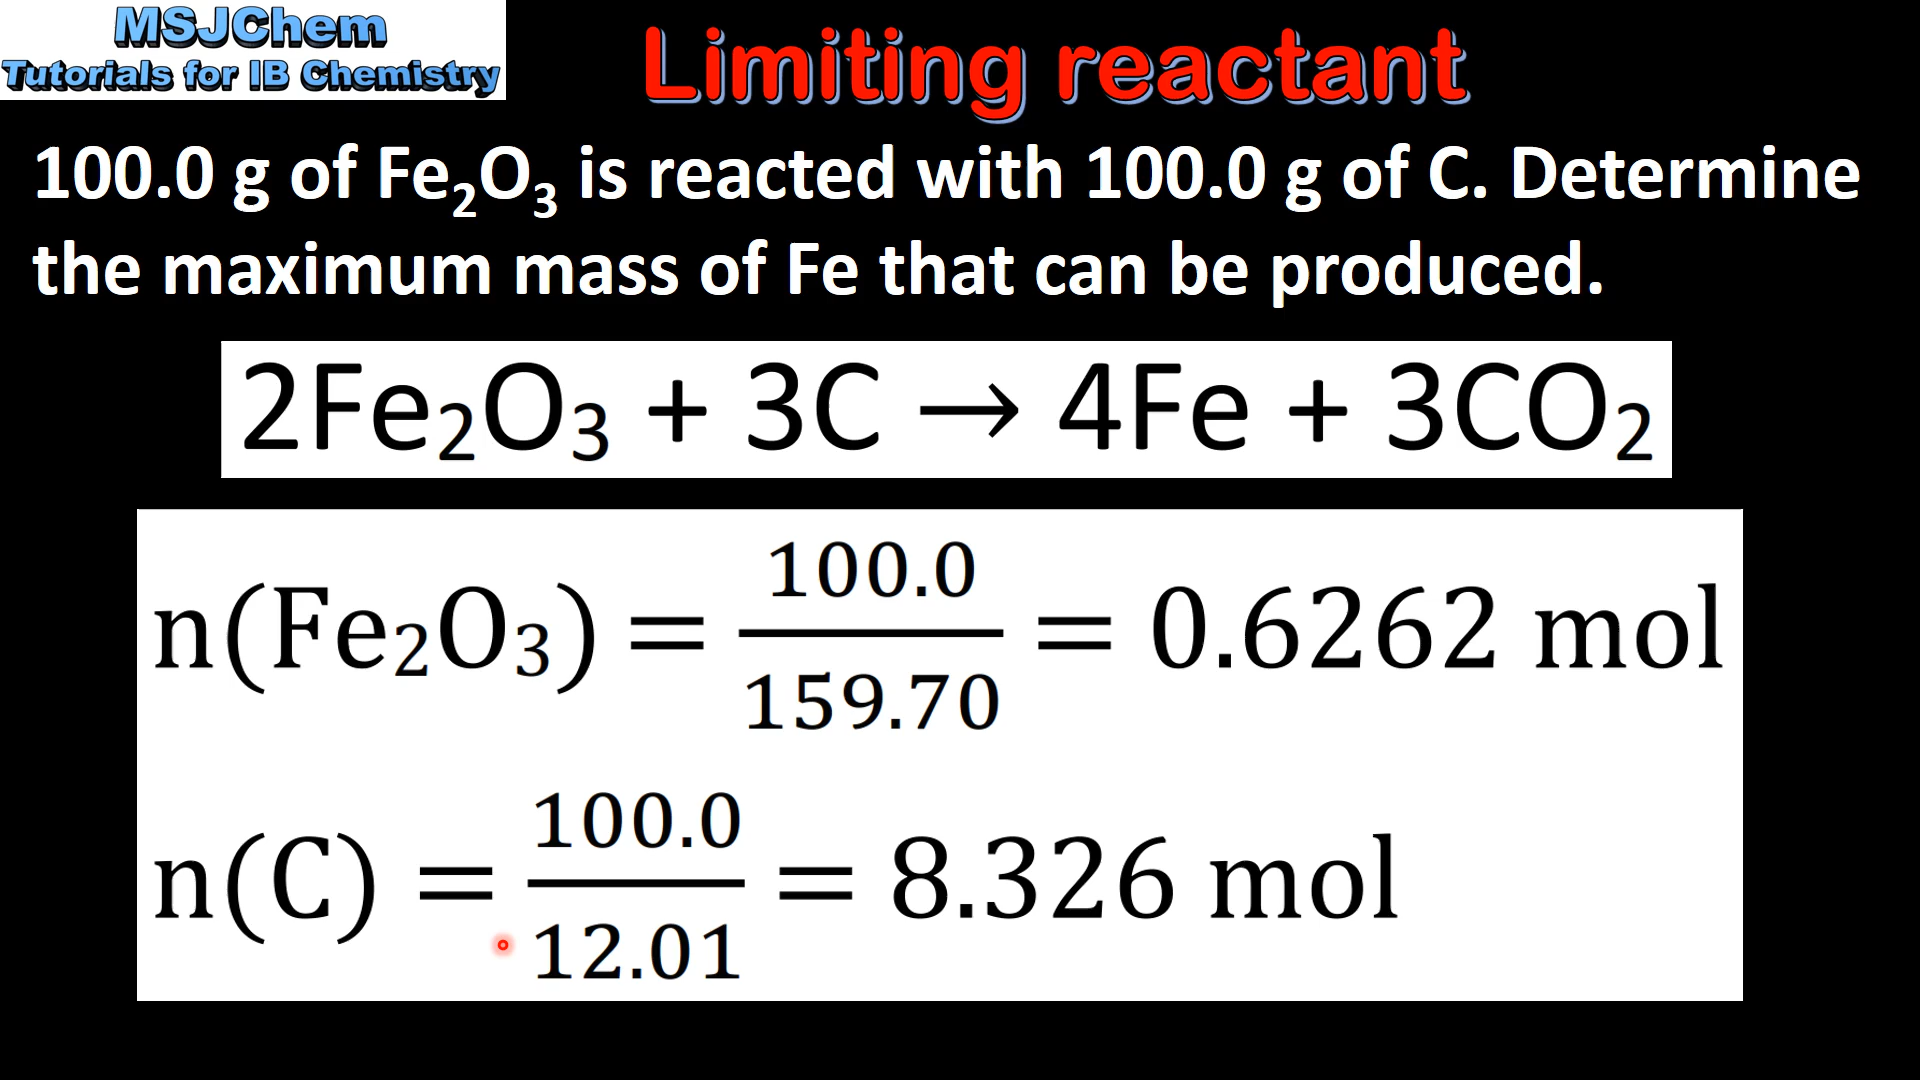 MSJChem
Tutorials for IB Chemistry
Limiting reactant
100.0 g of Fe₂O₃ is reacted with 100.0 g of C. Determine
the maximum mass of Fe that can be produced.
2Fe₂O₃ + 3C → 4Fe + 3CO₂
n(Fe₂O₃) = 100.0/159.70 = 0.6262 mol
n(C) = 100.0/12.01 = 8.326 mol